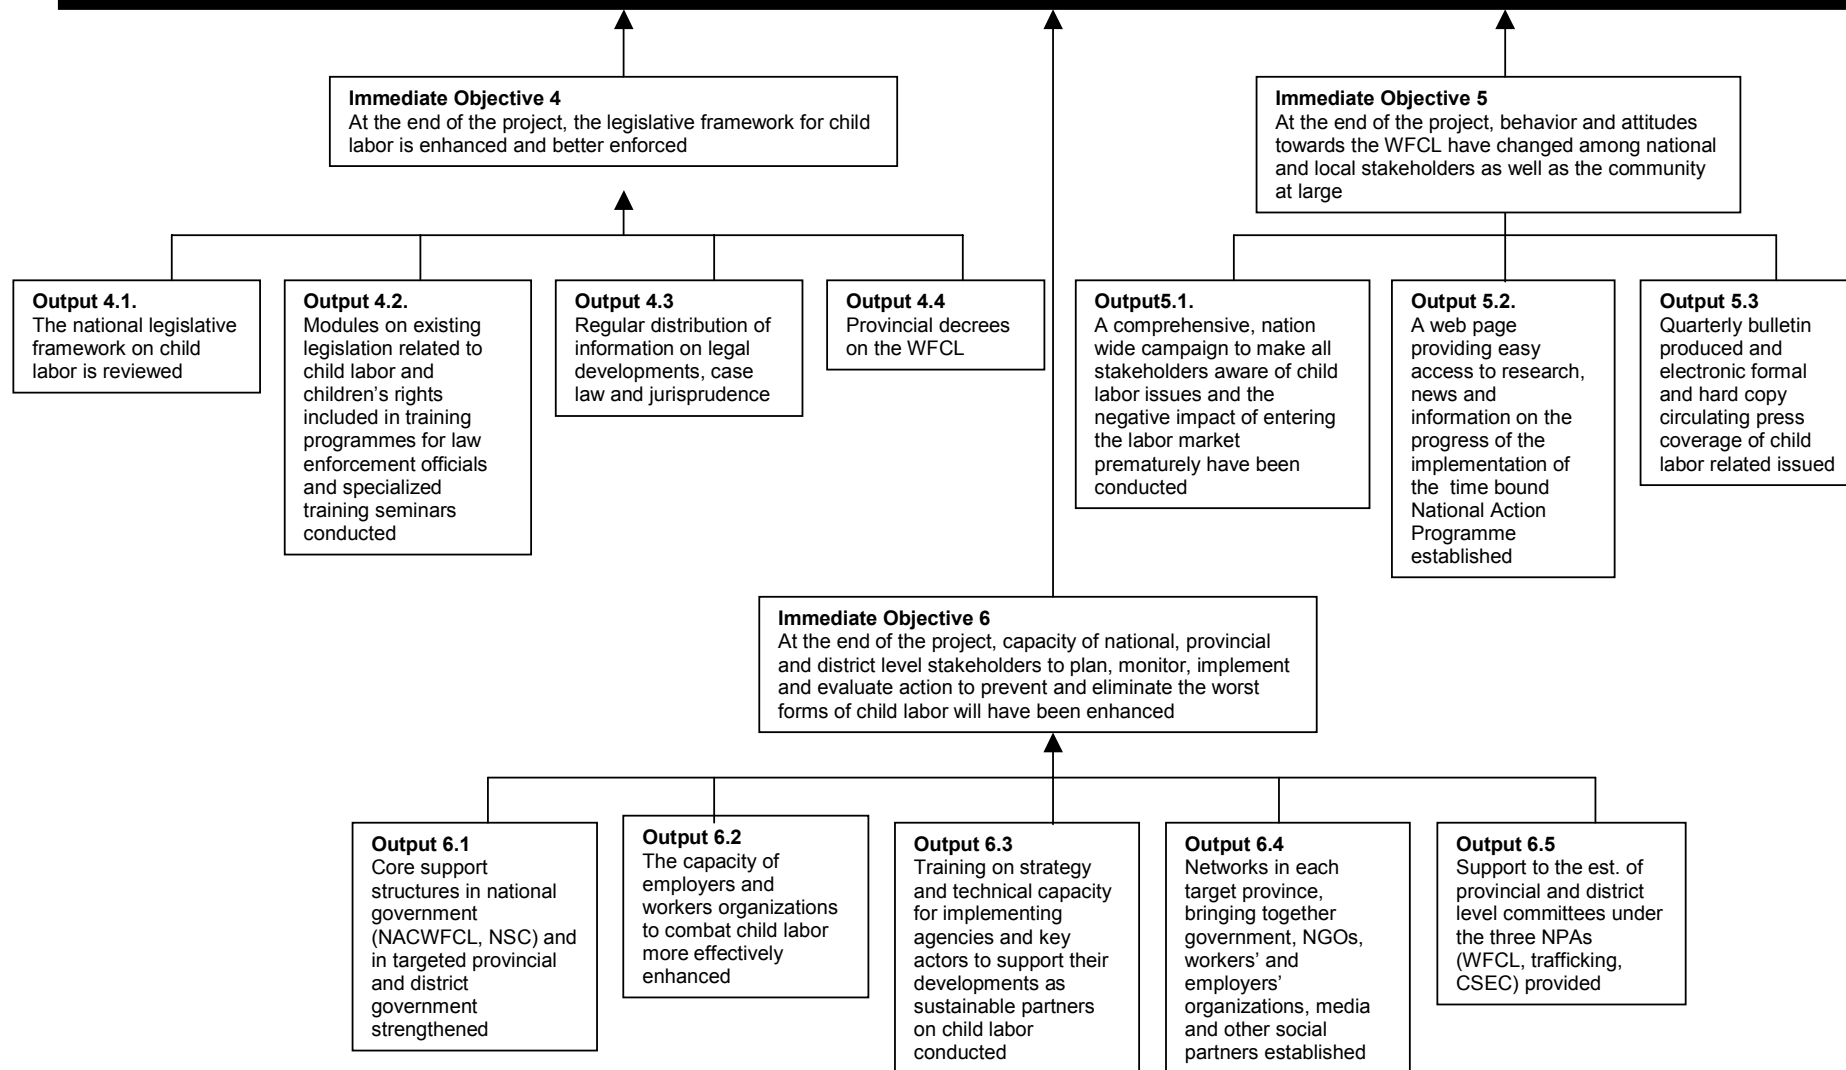 Immediate Objective 4
At the end of the project, the legislative framework for child
labor is enhanced and better enforced
Immediate Objective 5
At the end of the project, behavior and attitudes
towards the WFCL have changed among national
and local stakeholders as well as the community
at large
Output 4.1.
The national legislative
framework on child
labor is reviewed
Output 4.2.
Modules on existing
legislation related to
child labor and
children’s rights
included in training
programmes for law
enforcement officials
and specialized
training seminars
conducted
Output 4.3
Regular distribution of
information on legal
developments, case
law and jurisprudence
Output 4.4
Provincial decrees
on the WFCL
Output5.1.
A comprehensive, nation
wide campaign to make all
stakeholders aware of child
labor issues and the
negative impact of entering
the labor market
prematurely have been
conducted
Output 5.2.
A web page
providing easy
access to research,
news and
information on the
progress of the
implementation of
the time bound
National Action
Programme
established
Output 5.3
Quarterly bulletin
produced and
electronic formal
and hard copy
circulating press
coverage of child
labor related issued
Immediate Objective 6
At the end of the project, capacity of national, provincial
and district level stakeholders to plan, monitor, implement
and evaluate action to prevent and eliminate the worst
forms of child labor will have been enhanced
Output 6.1
Core support
structures in national
government
(NACWFCL, NSC) and
in targeted provincial
and district
government
strengthened
Output 6.2
The capacity of
employers and
workers organizations
to combat child labor
more effectively
enhanced
Output 6.3
Training on strategy
and technical capacity
for implementing
agencies and key
actors to support their
developments as
sustainable partners
on child labor
conducted
Output 6.4
Networks in each
target province,
bringing together
government, NGOs,
workers’ and
employers’
organizations, media
and other social
partners established
Output 6.5
Support to the est. of
provincial and district
level committees under
the three NPAs
(WFCL, trafficking,
CSEC) provided